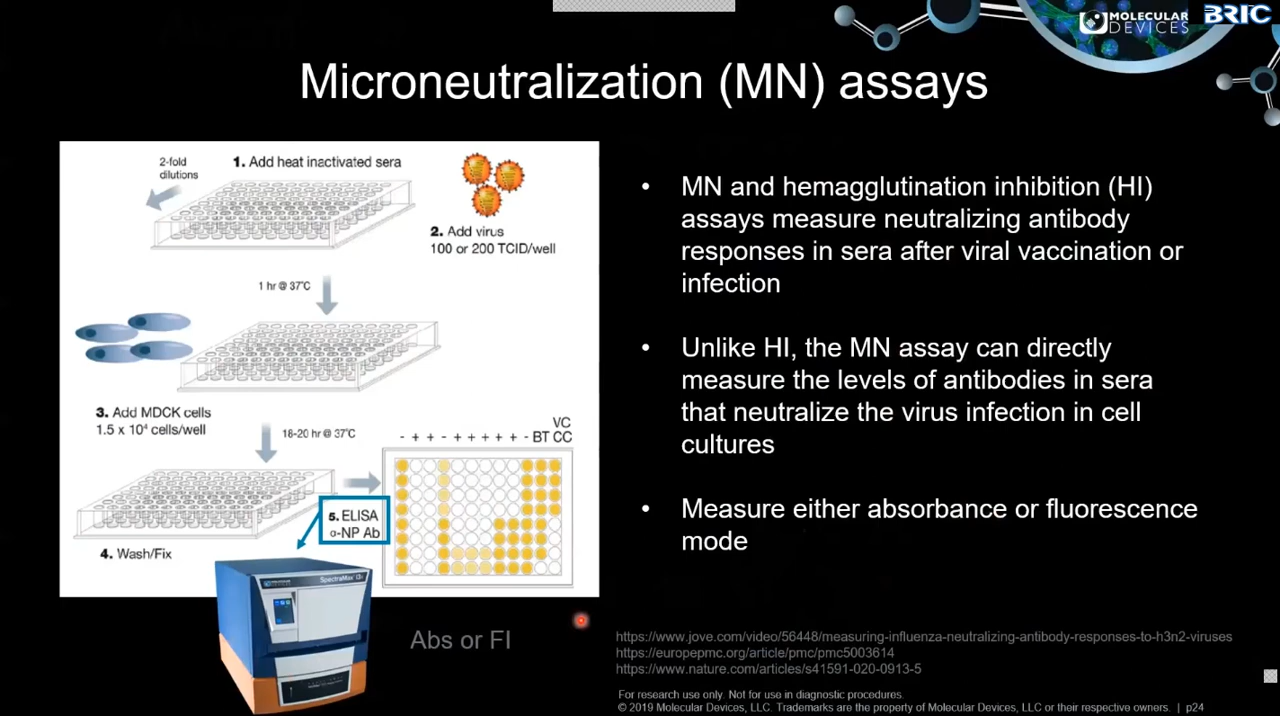 MOLECULAR
DEVICES
BRIC
Microneutralization (MN) assays
2-fold
dilutions
1. Add heat inactivated sera
2. Add virus
100 or 200 TCID/well
1 hr @ 37°C
3. Add MDCK cells
1.5 x 10⁴ cells/well
18-20 hr @ 37°C
VC
- + + - + + + + + - BT CC
5. ELISA
α-NP Ab
4. Wash/Fix
SpectraMax i3x
Abs or FI
• MN and hemagglutination inhibition (HI)
assays measure neutralizing antibody
responses in sera after viral vaccination or
infection
• Unlike HI, the MN assay can directly
measure the levels of antibodies in sera
that neutralize the virus infection in cell
cultures
• Measure either absorbance or fluorescence
mode
https://www.jove.com/video/56448/measuring-influenza-neutralizing-antibody-responses-to-h3n2-viruses
https://europepmc.org/article/pmc/pmc5003614
https://www.nature.com/articles/s41591-020-0913-5
For research use only. Not for use in diagnostic procedures.
© 2019 Molecular Devices, LLC. Trademarks are the property of Molecular Devices, LLC or their respective owners. | p24